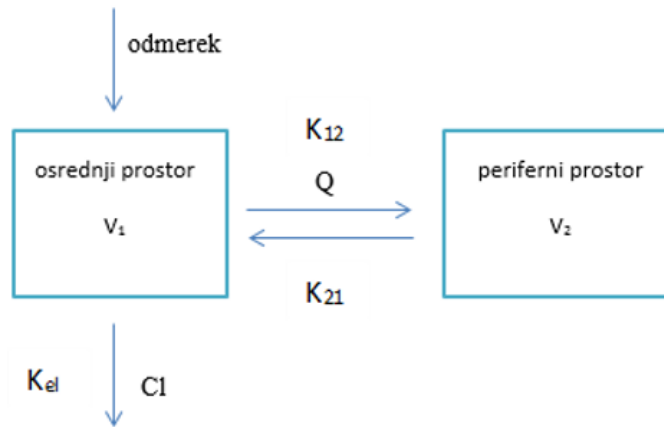 odmerek
K₁₂
osrednji prostor
V₁
Q
periferni prostor
V₂
K₂₁
Kₑₗ
Cl